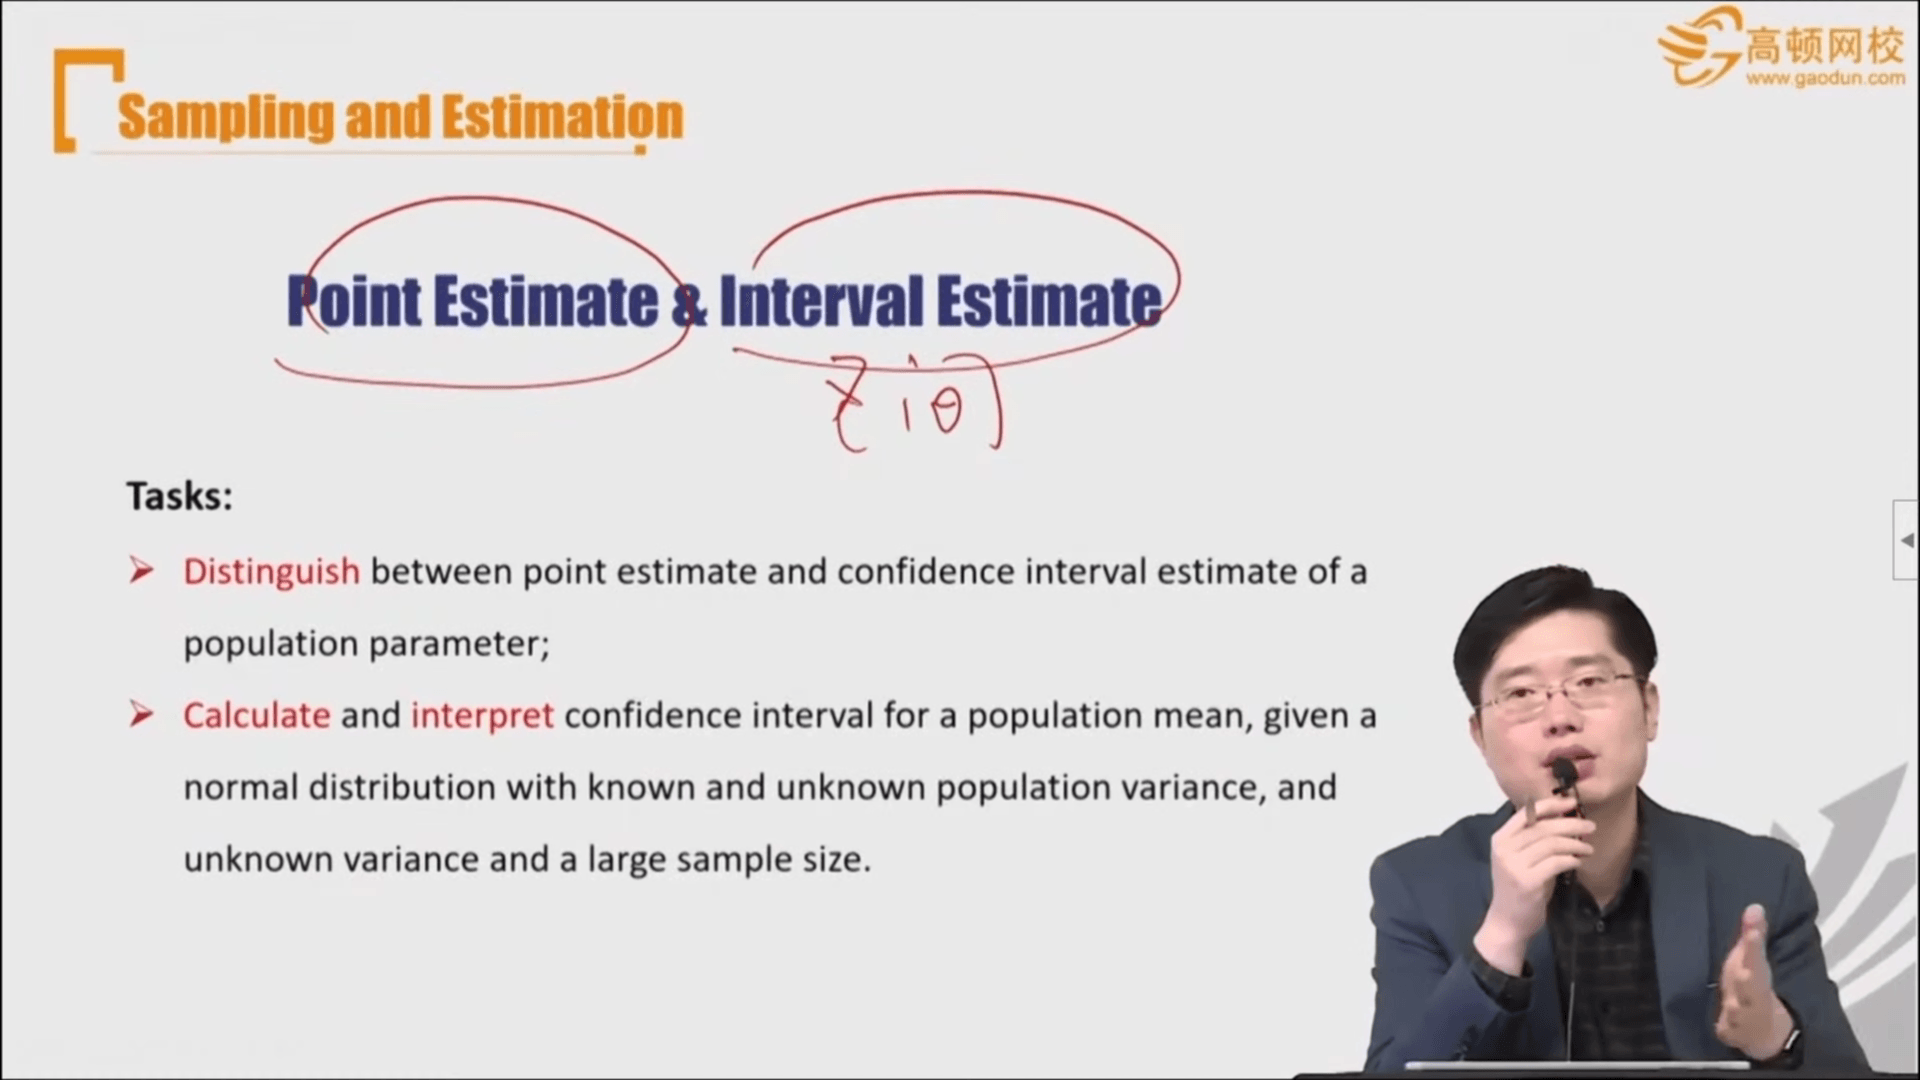 高顿网校
www.gaodun.com
Sampling and Estimation
Point Estimate & Interval Estimate
Tasks:
Distinguish between point estimate and confidence interval estimate of a
population parameter;
Calculate and interpret confidence interval for a population mean, given a
normal distribution with known and unknown population variance, and
unknown variance and a large sample size.